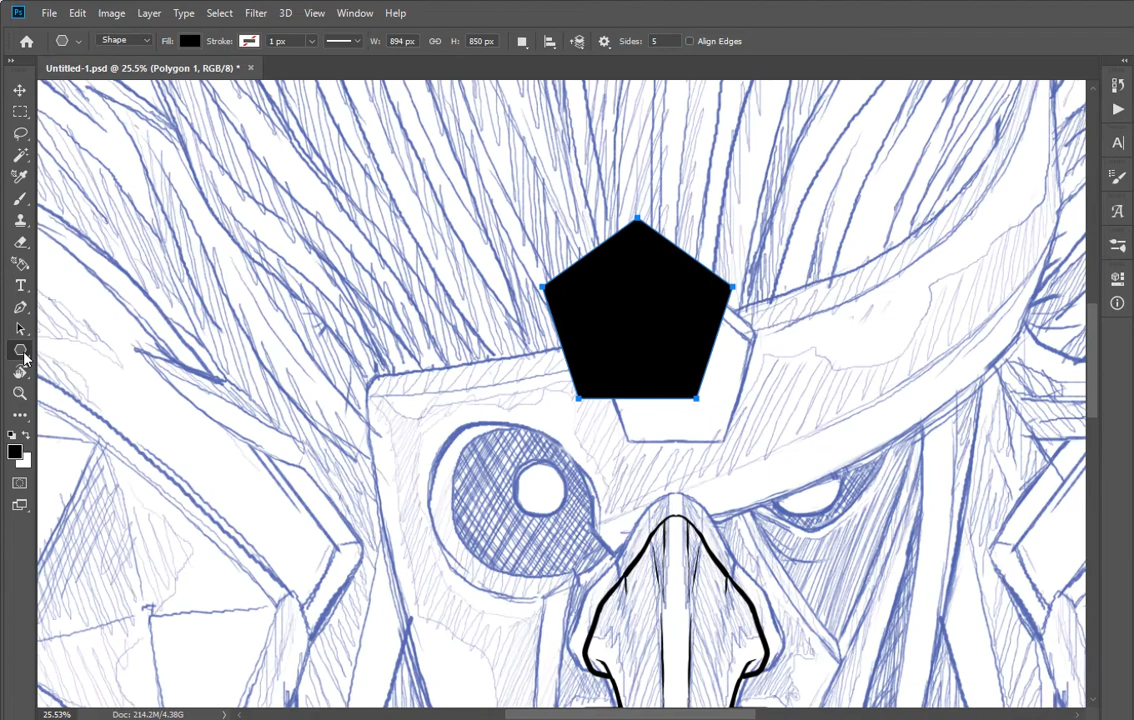 Ps File Edit Image Layer Type Select Filter 3D View Window Help
Shape Fill: Stroke: 1 px W: 894 px H: 850 px Sides: 5 Align Edges
Untitled-1.psd @ 25.5% (Polygon 1, RGB/8) * ×
25.53% Doc: 214.2M/4.38G